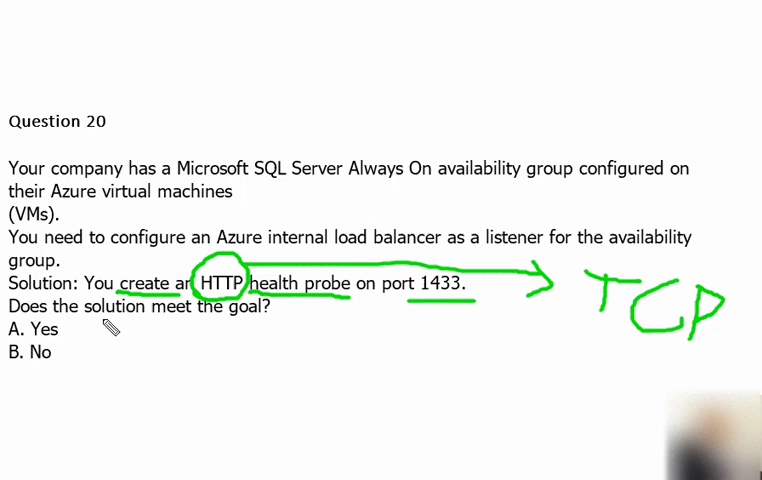 Question 20
Your company has a Microsoft SQL Server Always On availability group configured on
their Azure virtual machines
(VMs).
You need to configure an Azure internal load balancer as a listener for the availability
group.
Solution: You create an HTTP health probe on port 1433.
TCP
Does the solution meet the goal?
A. Yes
B. No